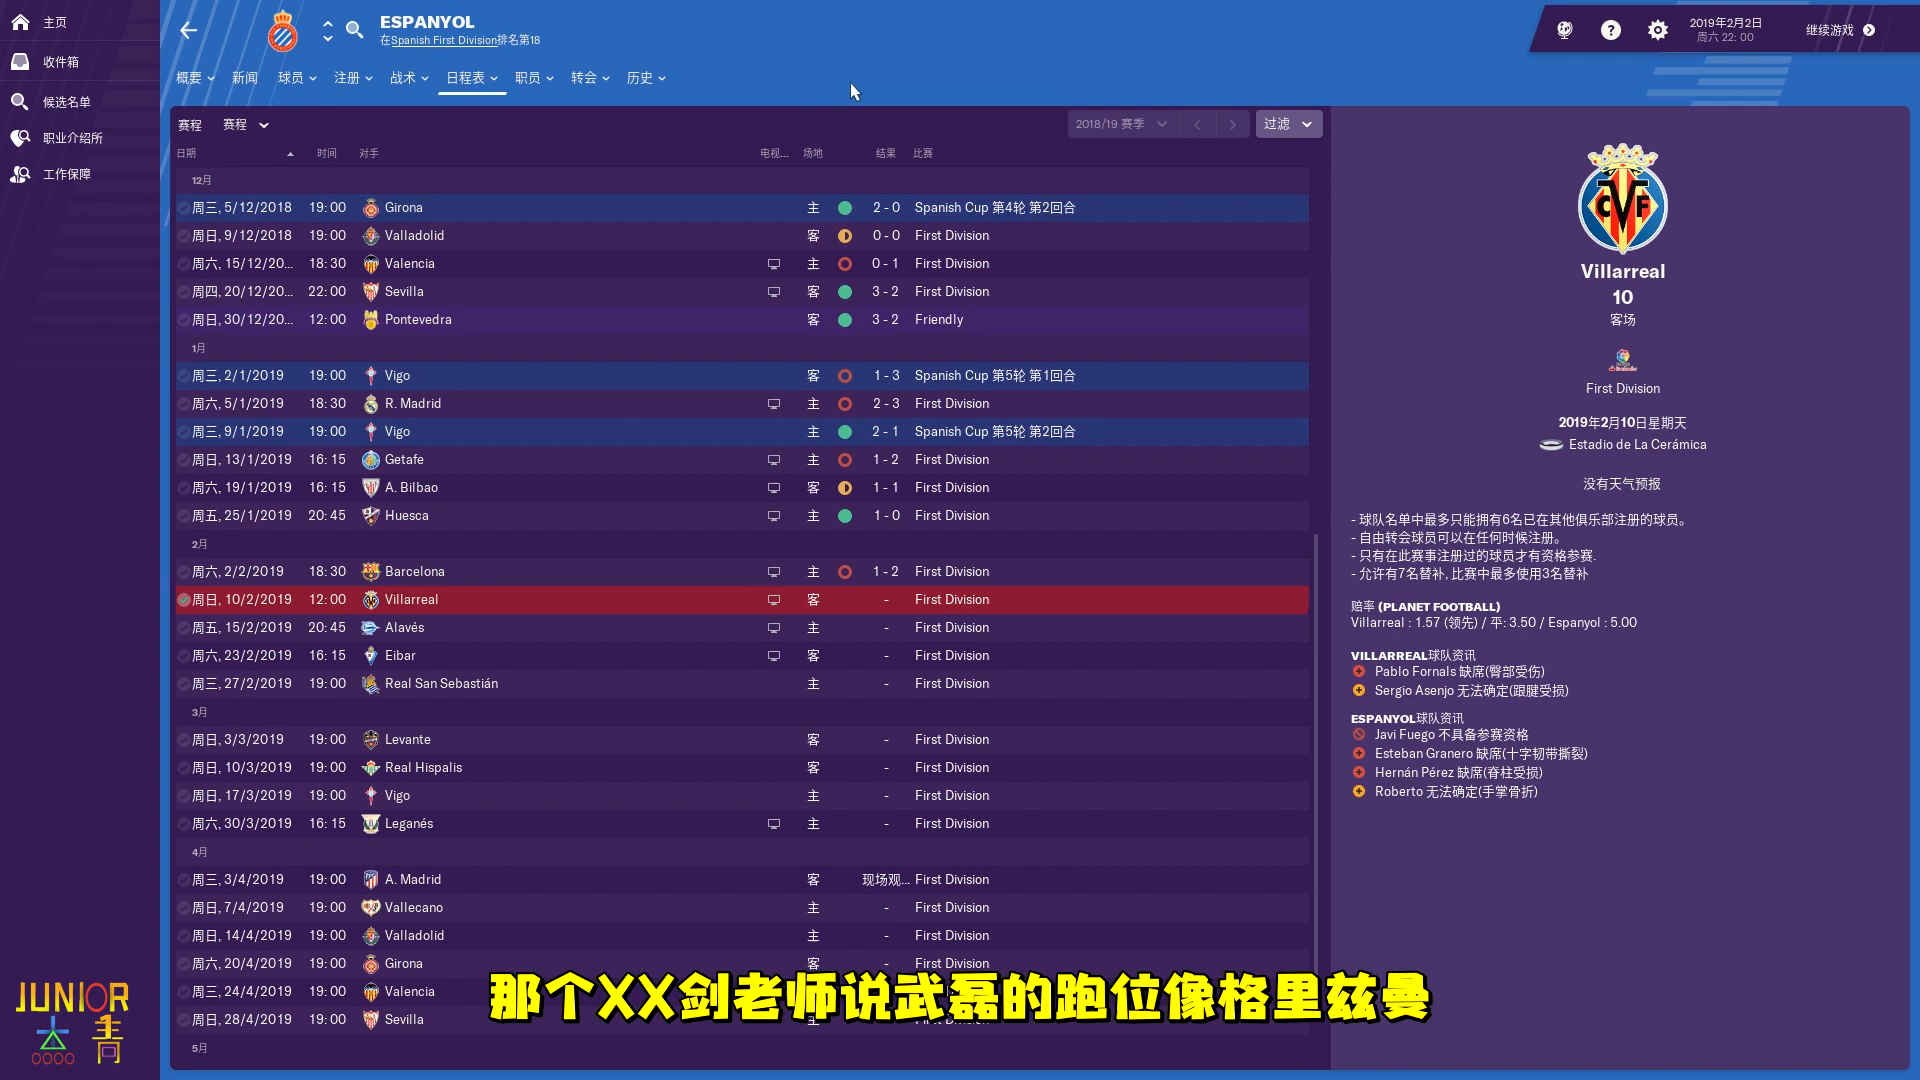 主页
收件箱
候选名单
职业介绍所
工作保障
ESPANYOL
在Spanish First Division排名第18
概要 新闻 球员 注册 战术 日程表 职员 转会 历史
2019年2月2日
周六 22:00
继续游戏
赛程 赛程 2018/19 赛季 过滤
日期 时间 对手 电视... 场地 结果 比赛
12月
周三, 5/12/2018 19:00 Girona 主 2 - 0 Spanish Cup 第4轮 第2回合
周日, 9/12/2018 19:00 Valladolid 客 0 - 0 First Division
周六, 15/12/20... 18:30 Valencia 主 0 - 1 First Division
周四, 20/12/20... 22:00 Sevilla 客 3 - 2 First Division
周日, 30/12/20... 12:00 Pontevedra 客 3 - 2 Friendly
1月
周三, 2/1/2019 19:00 Vigo 客 1 - 3 Spanish Cup 第5轮 第1回合
周六, 5/1/2019 18:30 R. Madrid 主 2 - 3 First Division
周三, 9/1/2019 19:00 Vigo 主 2 - 1 Spanish Cup 第5轮 第2回合
周日, 13/1/2019 16:15 Getafe 主 1 - 2 First Division
周六, 19/1/2019 16:15 A. Bilbao 客 1 - 1 First Division
周五, 25/1/2019 20:45 Huesca 主 1 - 0 First Division
2月
周六, 2/2/2019 18:30 Barcelona 主 1 - 2 First Division
周日, 10/2/2019 12:00 Villarreal 客 - First Division
周五, 15/2/2019 20:45 Alavés 主 - First Division
周六, 23/2/2019 16:15 Eibar 客 - First Division
周三, 27/2/2019 19:00 Real San Sebastián 主 - First Division
3月
周日, 3/3/2019 19:00 Levante 客 - First Division
周日, 10/3/2019 19:00 Real Hispalis 客 - First Division
周日, 17/3/2019 19:00 Vigo 主 - First Division
周六, 30/3/2019 16:15 Leganés 主 - First Division
4月
周三, 3/4/2019 19:00 A. Madrid 客 现场观... First Division
周日, 7/4/2019 19:00 Vallecano 主 - First Division
周日, 14/4/2019 19:00 Valladolid 主 - First Division
周六, 20/4/2019 19:00 Girona 客 - First Division
周三, 24/4/2019 19:00 Valencia
周日, 28/4/2019 19:00 Sevilla 主 - First Division
5月
Villarreal
10
客场
First Division
2019年2月10日星期天
Estadio de La Cerámica
没有天气预报
- 球队名单中最多只能拥有6名已在其他俱乐部注册的球员。
- 自由转会球员可以在任何时候注册。
- 只有在此赛事注册过的球员才有资格参赛.
- 允许有7名替补, 比赛中最多使用3名替补
赔率 (PLANET FOOTBALL)
Villarreal : 1.57 (领先) / 平: 3.50 / Espanyol : 5.00
VILLARREAL球队资讯
Pablo Fornals 缺席(臀部受伤)
Sergio Asenjo 无法确定(跟腱受损)
ESPANYOL球队资讯
Javi Fuego 不具备参赛资格
Esteban Granero 缺席(十字韧带撕裂)
Hernán Pérez 缺席(脊柱受损)
Roberto 无法确定(手掌骨折)
那个XX剑老师说武磊的跑位像格里兹曼
JUNIOR